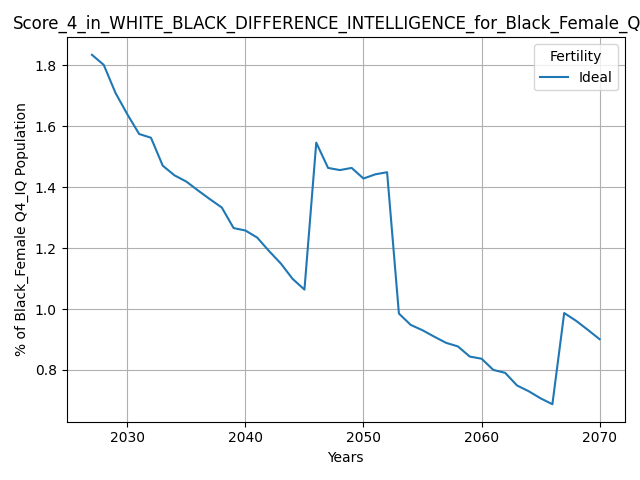 Score_4_in_WHITE_BLACK_DIFFERENCE_INTELLIGENCE_for_Black_Female_Q
Fertility
Ideal
% of Black_Female Q4_IQ Population
1.8
1.6
1.4
1.2
1.0
0.8
2030 2040 2050 2060 2070
Years